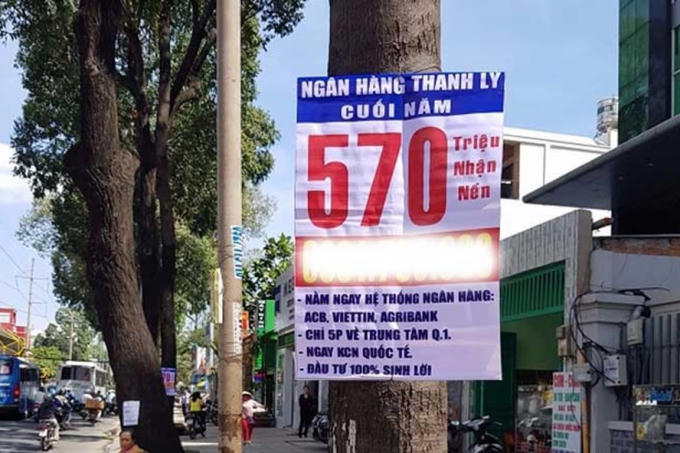 NGÂN HÀNG THANH LÝ
CUỐI NĂM
570
Triệu
Nhận
Nền
- NẰM NGAY HỆ THỐNG NGÂN HÀNG:
ACB, VIETTIN, AGRIBANK
- CHỈ 5P VỀ TRUNG TÂM Q.1.
- NGAY KCN QUỐC TẾ.
- ĐẦU TƯ 100% SINH LỜI